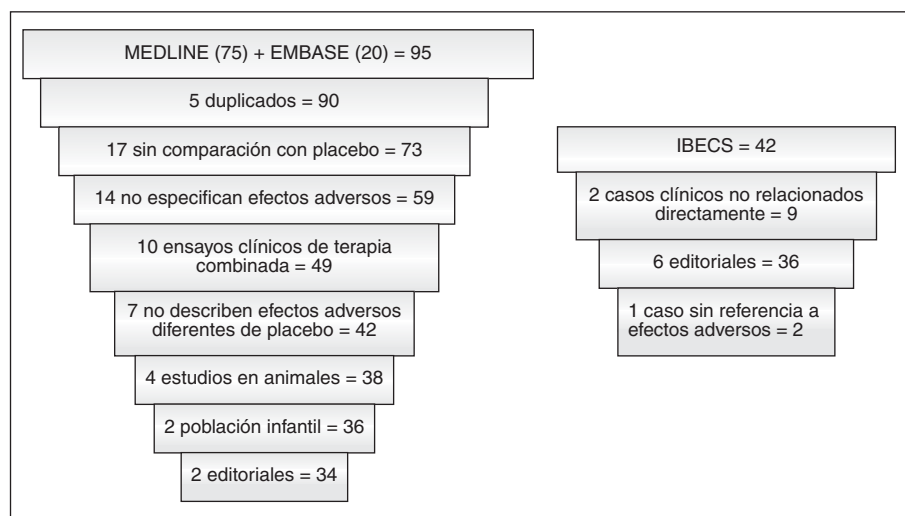 MEDLINE (75) + EMBASE (20) = 95
5 duplicados = 90
17 sin comparación con placebo = 73
14 no especifican efectos adversos = 59
10 ensayos clínicos de terapia
combinada = 49
7 no describen efectos adversos
diferentes de placebo = 42
4 estudios en animales = 38
2 población infantil = 36
2 editoriales = 34
IBECS = 42
2 casos clínicos no relacionados
directamente = 9
6 editoriales = 36
1 caso sin referencia a
efectos adversos = 2